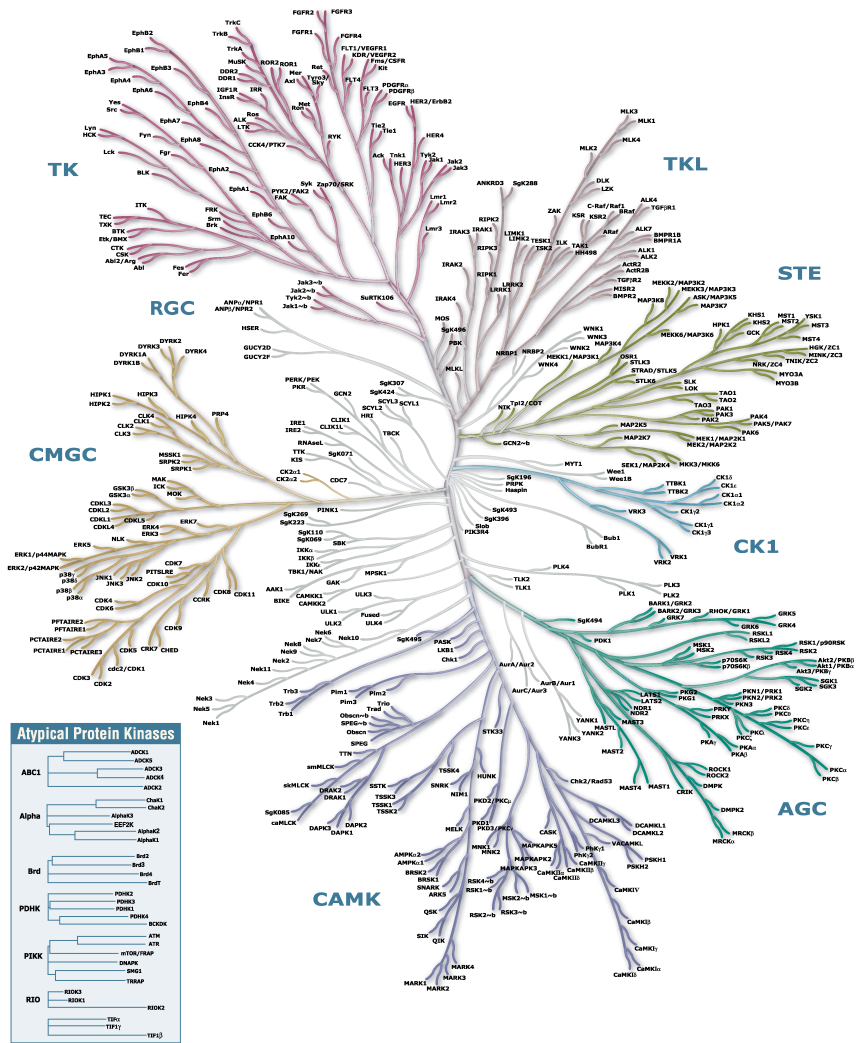 FGFR2 FGFR3
TrkC
FGFR1 FGFR4
TrkB
EphB2
FLT1/VEGFR1
KDR/VEGFR2
Fms/CSFR
Kit
TrkA
EphB1
EphA5
MuSK
ROR2 ROR1
Ret
Mer
Axl
Tyro3/
Sky
FLT4
EphA3
EphB3
DDR2
DDR1
EphA4
FLT3
PDGFRα
PDGFRβ
EphA6
IGF1R
InsR
IRR
Met
Ron
EGFR
HER2/ErbB2
Yes
Src
EphB4
Ros
ALK
LTK
EphA7
Tie2
Tie1
Lyn
HCK
Fyn
EphA8
CCK4/PTK7
RYK
HER4
Lck
Fgr
Ack
Tnk1
HER3
Tyk2
Jak1
Jak2
Jak3
TK
BLK
EphA2
EphA1
Syk
Zap70/SRK
PYK2/FAK2
FAK
Lmr1
Lmr2
ITK
FRK
Srm
Brk
EphB6
EphA10
Lmr3
TEC
TXK
BTK
Etk/BMX
CTK
CSK
Abl2/Arg
Abl
Fes
Fer
Jak3~b
Jak2~b
Tyk2~b
Jak1~b
SuRTK106
MLK3
MLK1
MLK4
MLK2
TKL
ANKRD3
SgK288
DLK
LZK
ZAK
C-Raf/Raf1
KSR
KSR2
BRaf
ARaf
ALK4
TGFβR1
RIPK2
IRAK3
IRAK1
RIPK3
LIMK1
LIMK2
TESK1
TSK2
ILK
TAK1
HH498
ALK7
BMPR1B
BMPR1A
ALK1
ALK2
IRAK2
RIPK1
LRRK2
LRRK1
ActR2
ActR2B
TGFβR2
MISR2
BMPR2
IRAK4
MOS
SgK496
PBK
MLKL
NRBP1
NRBP2
WNK1
WNK3
WNK2
WNK4
STE
MEKK2/MAP3K2
MEKK3/MAP3K3
ASK/MAP3K5
MAP3K8
MAP3K7
MAP3K4
MEKK6/MAP3K6
MEKK1/MAP3K1
KHS1
KHS2
HPK1
GCK
MST1
MST2
YSK1
MST3
MST4
HGK/ZC1
MINK/ZC3
TNIK/ZC2
NRK/ZC4
OSR1
STLK3
STRAD/STLK5
STLK6
MYO3A
MYO3B
SLK
LOK
TAO1
TAO2
TAO3
NIK
Tpl2/COT
PAK1
PAK3
PAK2
PAK4
PAK5/PAK7
PAK6
MAP2K5
MAP2K7
MEK1/MAP2K1
MEK2/MAP2K2
SEK1/MAP2K4
MKK3/MKK6
GCN2~b
RGC
ANPα/NPR1
ANPβ/NPR2
HSER
GUCY2D
GUCY2F
DYRK2
DYRK3
DYRK4
DYRK1A
DYRK1B
PERK/PEK
PKR
GCN2
SgK307
SgK424
SCYL3
SCYL1
SCYL2
HRI
TBCK
HIPK1
HIPK2
HIPK3
HIPK4
PRP4
CLK4
CLK1
CLK2
CLK3
IRE1
IRE2
CLIK1
CLIK1L
RNAseL
CMGC
MSSK1
SRPK2
SRPK1
TTK
KIS
SgK071
CK2α1
CK2α2
CDC7
MAK
ICK
MOK
GSK3β
GSK3α
PINK1
CDKL3
CDKL2
CDKL1
CDKL5
CDKL4
ERK7
ERK4
ERK3
NLK
ERK5
SgK269
SgK223
SgK110
SgK069
SBK
ERK1/p44MAPK
ERK2/p42MAPK
p38γ
p38δ
p38β
p38α
JNK1
JNK3
JNK2
IKKα
IKKβ
IKKε
TBK1/NAK
CDK7
PITSLRE
CDK10
CDK8
CDK11
CCRK
CDK4
CDK6
MPSK1
GAK
AAK1
BIKE
CAMKK1
CAMKK2
ULK3
PFTAIRE2
PFTAIRE1
CDK9
ULK1
ULK2
Fused
ULK4
PCTAIRE2
PCTAIRE1
PCTAIRE3
CDK5
CRK7
CHED
cdc2/CDK1
CDK3
CDK2
Nek6
Nek7
Nek10
Nek8
Nek9
Nek2
Nek11
Nek4
Nek3
Nek5
Nek1
MYT1
Wee1
Wee1B
SgK196
PRPK
Haspin
SgK493
SgK396
Slob
PIK3R4
Bub1
BubR1
TTBK1
TTBK2
CK1δ
CK1ε
CK1α1
CK1α2
VRK3
CK1γ2
CK1γ1
CK1γ3
VRK1
VRK2
CK1
PLK4
PLK3
PLK1
PLK2
TLK2
TLK1
SgK494
BARK1/GRK2
BARK2/GRK3
RHOK/GRK1
GRK5
GRK7
GRK6
GRK4
SgK495
PASK
LKB1
Chk1
PDK1
RSKL2
RSKL1
MSK1
MSK2
RSK1/p90RSK
RSK4
RSK2
RSK3
p70S6K
p70S6Kβ
Akt2/PKBβ
Akt1/PKBα
Akt3/PKBγ
SGK1
SGK2
SGK3
AurA/Aur2
AurB/Aur1
AurC/Aur3
Trb3
Trb2
Trb1
Pim1
Pim2
Pim3
Trio
Trad
Obscn~b
SPEG~b
Obscn
SPEG
STK33
YANK1
YANK2
YANK3
LATS1
LATS2
NDR1
NDR2
MAST3
MASTL
MAST2
MAST4
MAST1
PKG2
PKG1
PRKY
PRKX
PKN1/PRK1
PKN2/PRK2
PKN3
PKCδ
PKCθ
PKCη
PKCε
PKCι
PKCζ
PKAγ
PKAα
PKAβ
PKCγ
PKCα
PKCβ
ROCK1
ROCK2
CRIK
DMPK
DMPK2
MRCKβ
MRCKα
AGC
TTN
smMLCK
skMLCK
TSSK4
SSTK
SNRK
HUNK
NIM1
DRAK2
DRAK1
TSSK3
TSSK1
TSSK2
SgK085
caMLCK
DAPK3
DAPK2
DAPK1
Chk2/Rad53
PKD2/PKCμ
PKD1
PKD3/PKCν
MELK
MNK1
MNK2
CASK
DCAMKL3
DCAMKL1
DCAMKL2
MAPKAPK5
MAPKAPK2
MAPKAPK3
PhKγ1
PhKγ2
VACAMKL
PSKH1
PSKH2
AMPKα2
AMPKα1
BRSK2
BRSK1
SNARK
ARK5
CaMKIIγ
CaMKIIα
CaMKIIβ
CaMKIIδ
RSK4~b
RSK1~b
MSK2~b
MSK1~b
RSK2~b
RSK3~b
QSK
SIK
QIK
CaMKIV
CaMKIβ
CaMKIγ
CaMKIα
CaMKIδ
CAMK
MARK4
MARK3
MARK1
MARK2
Atypical Protein Kinases
ABC1
ADCK1
ADCK5
ADCK3
ADCK4
ADCK2
Alpha
ChaK1
ChaK2
AlphaK3
EEF2K
AlphaK2
AlphaK1
Brd
Brd2
Brd3
Brd4
BrdT
PDHK
PDHK2
PDHK3
PDHK1
PDHK4
BCKDK
PIKK
ATM
ATR
mTOR/FRAP
DNAPK
SMG1
TRRAP
RIO
RIOK3
RIOK1
RIOK2
TIFα
TIF1γ
TIF1β